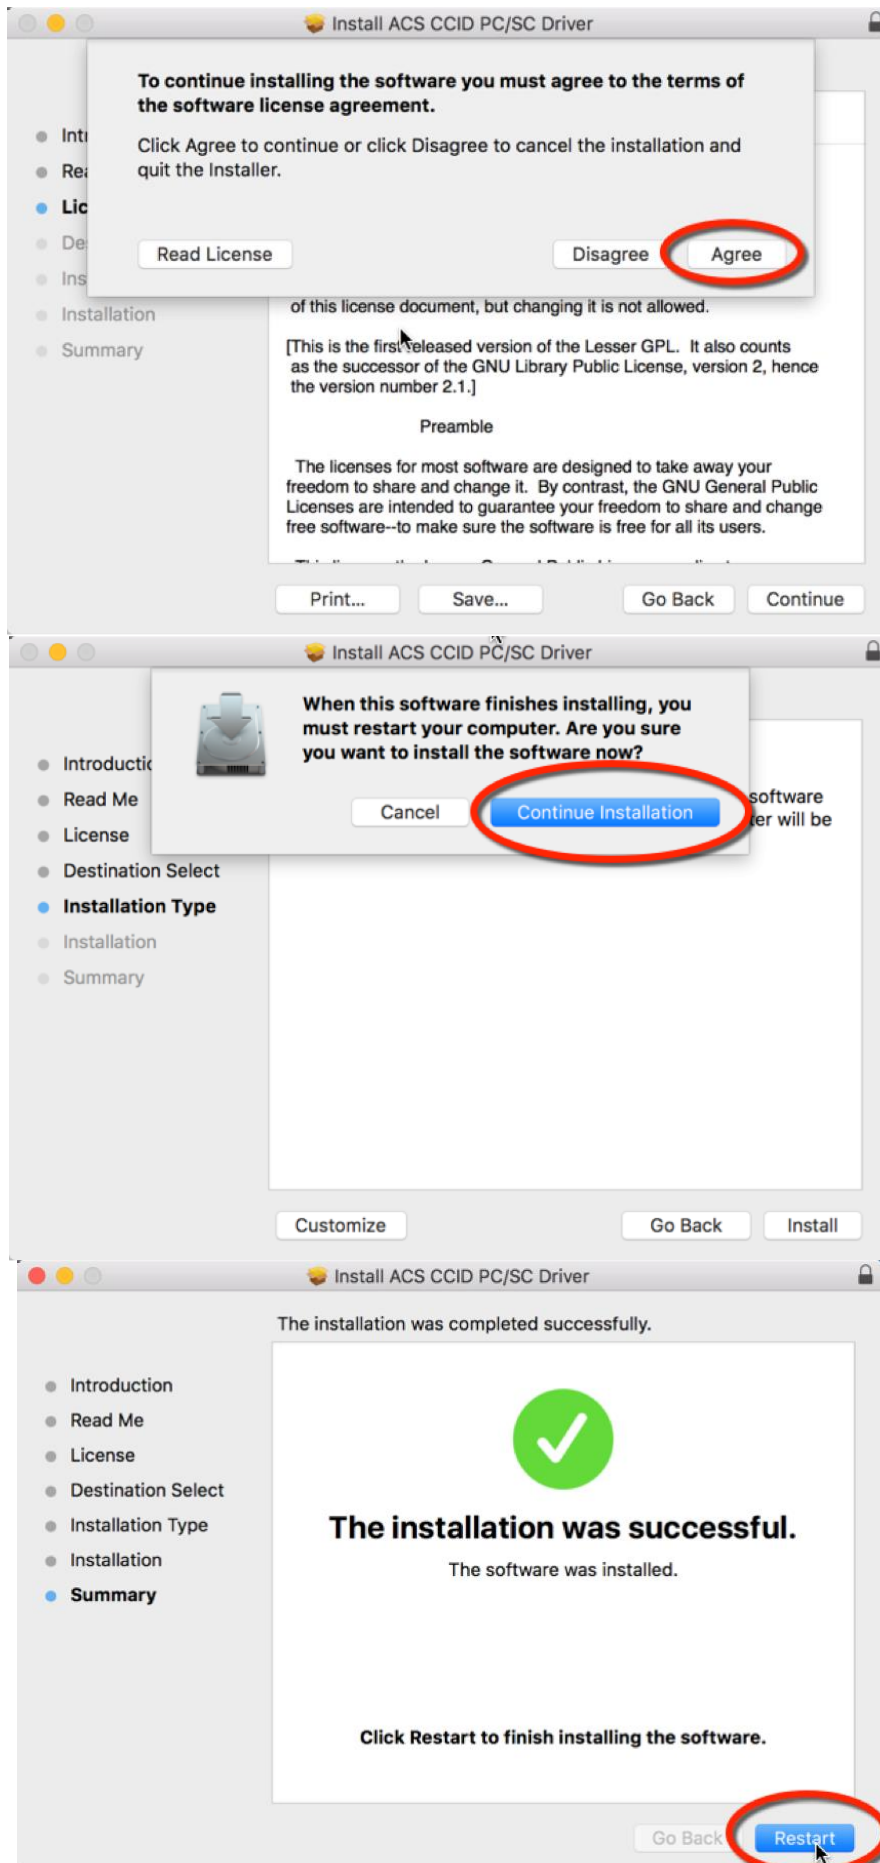 Install ACS CCID PC/SC Driver
To continue installing the software you must agree to the terms of
the software license agreement.
Click Agree to continue or click Disagree to cancel the installation and
quit the Installer.
Read License
Disagree
Agree
Int
Rea
Lic
De
Ins
Installation
Summary
of this license document, but changing it is not allowed.
[This is the first released version of the Lesser GPL. It also counts
as the successor of the GNU Library Public License, version 2, hence
the version number 2.1.]
Preamble
The licenses for most software are designed to take away your
freedom to share and change it. By contrast, the GNU General Public
Licenses are intended to guarantee your freedom to share and change
free software--to make sure the software is free for all its users.
Print...
Save...
Go Back
Continue
Install ACS CCID PC/SC Driver
When this software finishes installing, you
must restart your computer. Are you sure
you want to install the software now?
Cancel
Continue Installation
software
ter will be
Introductic
Read Me
License
Destination Select
Installation Type
Installation
Summary
Customize
Go Back
Install
Install ACS CCID PC/SC Driver
The installation was completed successfully.
Introduction
Read Me
License
Destination Select
Installation Type
Installation
Summary
The installation was successful.
The software was installed.
Click Restart to finish installing the software.
Go Back
Restart